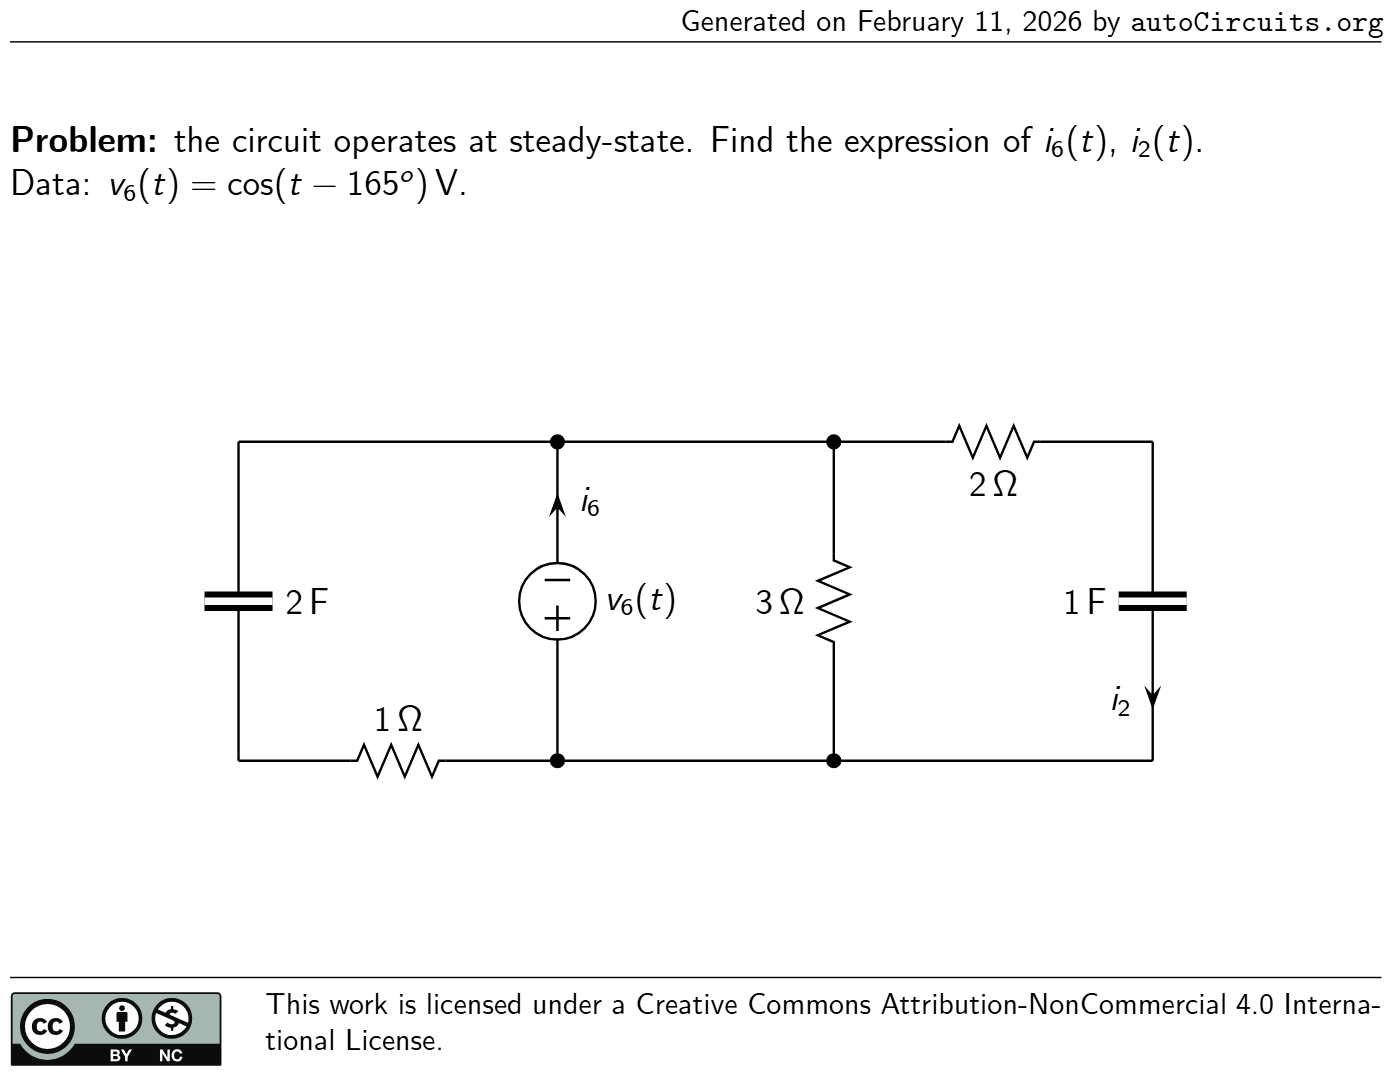 Generated on February 11, 2026 by autoCircuits.org
Problem: the circuit operates at steady-state. Find the expression of i₆(t), i₂(t).
Data: v₆(t) = cos(t − 165º) V.
2 Ω
i₆
2 F
−
+
v₆(t)
3 Ω
1 F
i₂
1 Ω
This work is licensed under a Creative Commons Attribution-NonCommercial 4.0 Interna-
tional License.
cc
BY NC